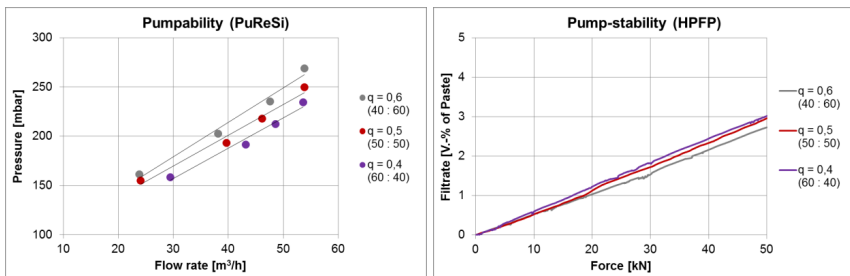 Pumpability (PuReSi)
Pressure [mbar]
300
250
200
150
100
10 20 30 40 50 60
Flow rate [m³/h]
q = 0,6
(40 : 60)
q = 0,5
(50 : 50)
q = 0,4
(60 : 40)
Pump-stability (HPFP)
Filtrate [V.-% of Paste]
5
4
3
2
1
0
0 10 20 30 40 50
Force [kN]
q = 0,6
(40 : 60)
q = 0,5
(50 : 50)
q = 0,4
(60 : 40)